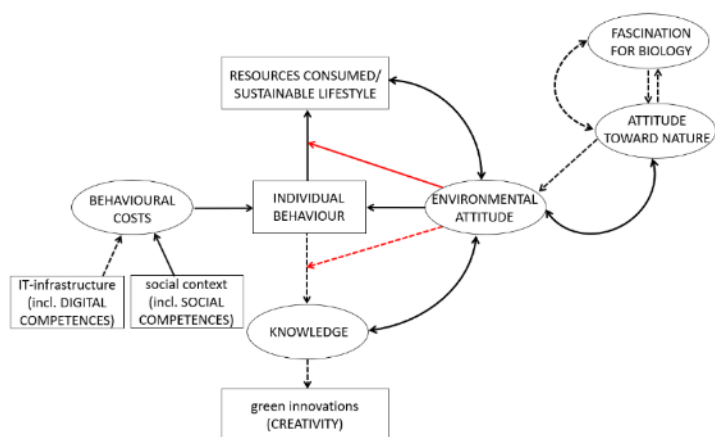 FASCINATION
FOR BIOLOGY
RESOURCES CONSUMED/
SUSTAINABLE LIFESTYLE
ATTITUDE
TOWARD NATURE
BEHAVIOURAL
COSTS
INDIVIDUAL
BEHAVIOUR
ENVIRONMENTAL
ATTITUDE
IT-infrastructure
(incl. DIGITAL
COMPETENCES)
social context
(incl. SOCIAL
COMPETENCES)
KNOWLEDGE
green innovations
(CREATIVITY)